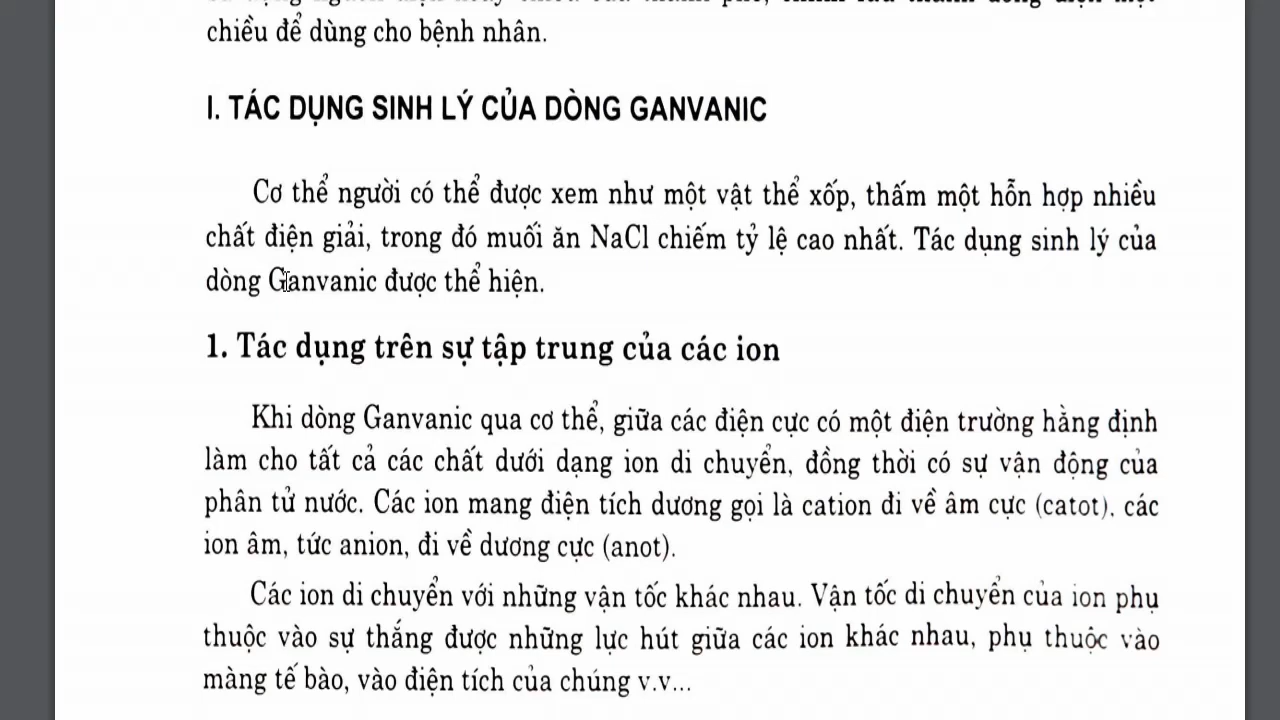 chiều để dùng cho bệnh nhân.
I. TÁC DỤNG SINH LÝ CỦA DÒNG GANVANIC
Cơ thể người có thể được xem như một vật thể xốp, thấm một hỗn hợp nhiều
chất điện giải, trong đó muối ăn NaCl chiếm tỷ lệ cao nhất. Tác dụng sinh lý của
dòng Ganvanic được thể hiện.
1. Tác dụng trên sự tập trung của các ion
Khi dòng Ganvanic qua cơ thể, giữa các điện cực có một điện trường hằng định
làm cho tất cả các chất dưới dạng ion di chuyển, đồng thời có sự vận động của
phân tử nước. Các ion mang điện tích dương gọi là cation đi về âm cực (catot), các
ion âm, tức anion, đi về dương cực (anot).
Các ion di chuyển với những vận tốc khác nhau. Vận tốc di chuyển của ion phụ
thuộc vào sự thắng được những lực hút giữa các ion khác nhau, phụ thuộc vào
màng tế bào, vào điện tích của chúng v.v...